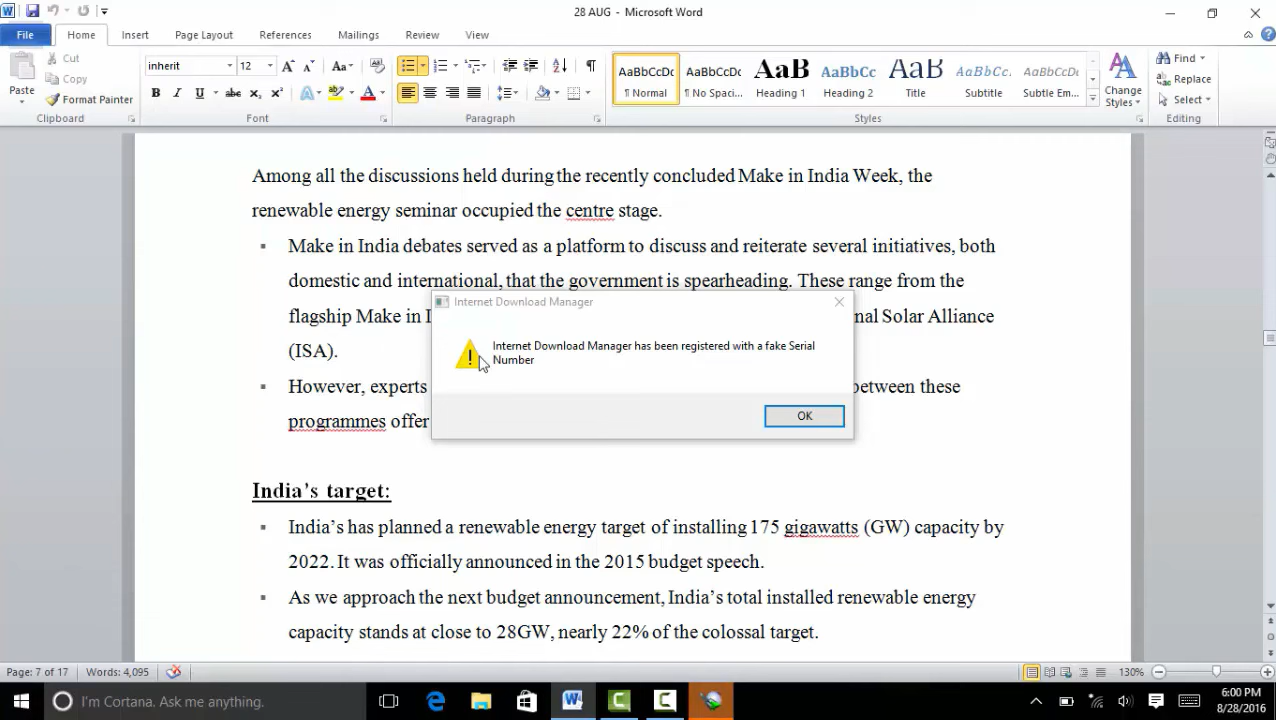 28 AUG - Microsoft Word
File Home Insert Page Layout References Mailings Review View
Paste
Cut
Copy
Format Painter
Clipboard
inherit 12
Font
Paragraph
AaBbCcDc AaBbCcDc AaB AaBbCc AaB AaBbCc AaBbCcDc
¶ Normal ¶ No Spaci... Heading 1 Heading 2 Title Subtitle Subtle Em...
Change
Styles
Styles
Find
Replace
Select
Editing
Among all the discussions held during the recently concluded Make in India Week, the
renewable energy seminar occupied the centre stage.
Make in India debates served as a platform to discuss and reiterate several initiatives, both
domestic and international, that the government is spearheading. These range from the
flagship Make in I nal Solar Alliance
(ISA).
However, experts between these
programmes offer
Internet Download Manager
Internet Download Manager has been registered with a fake Serial
Number
OK
India’s target:
India’s has planned a renewable energy target of installing 175 gigawatts (GW) capacity by
2022. It was officially announced in the 2015 budget speech.
As we approach the next budget announcement, India’s total installed renewable energy
capacity stands at close to 28GW, nearly 22% of the colossal target.
Page: 7 of 17 Words: 4,095 130%
I'm Cortana. Ask me anything.
6:00 PM
8/28/2016